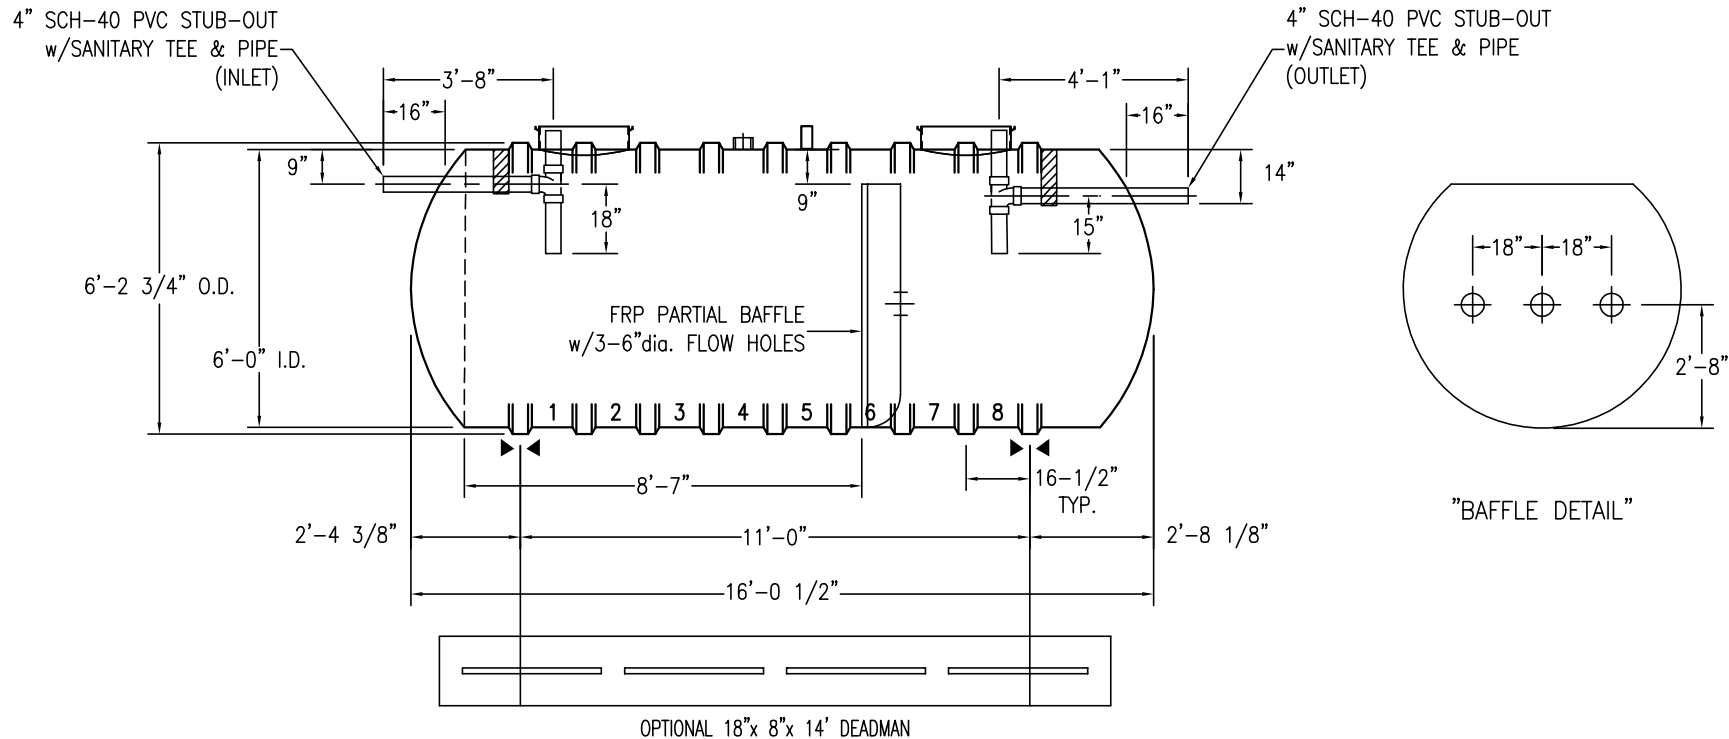 4" SCH-40 PVC STUB-OUT
w/SANITARY TEE & PIPE
(INLET)
4" SCH-40 PVC STUB-OUT
w/SANITARY TEE & PIPE
(OUTLET)
3'-8"
4'-1"
16"
16"
9"
9"
14"
18"
15"
18"
18"
6'-2 3/4" O.D.
FRP PARTIAL BAFFLE
w/3-6"dia. FLOW HOLES
6'-0" I.D.
2'-8"
1 2 3 4 5 6 7 8
8'-7"
16-1/2"
TYP.
"BAFFLE DETAIL"
2'-4 3/8"
11'-0"
2'-8 1/8"
16'-0 1/2"
OPTIONAL 18"x 8"x 14' DEADMAN